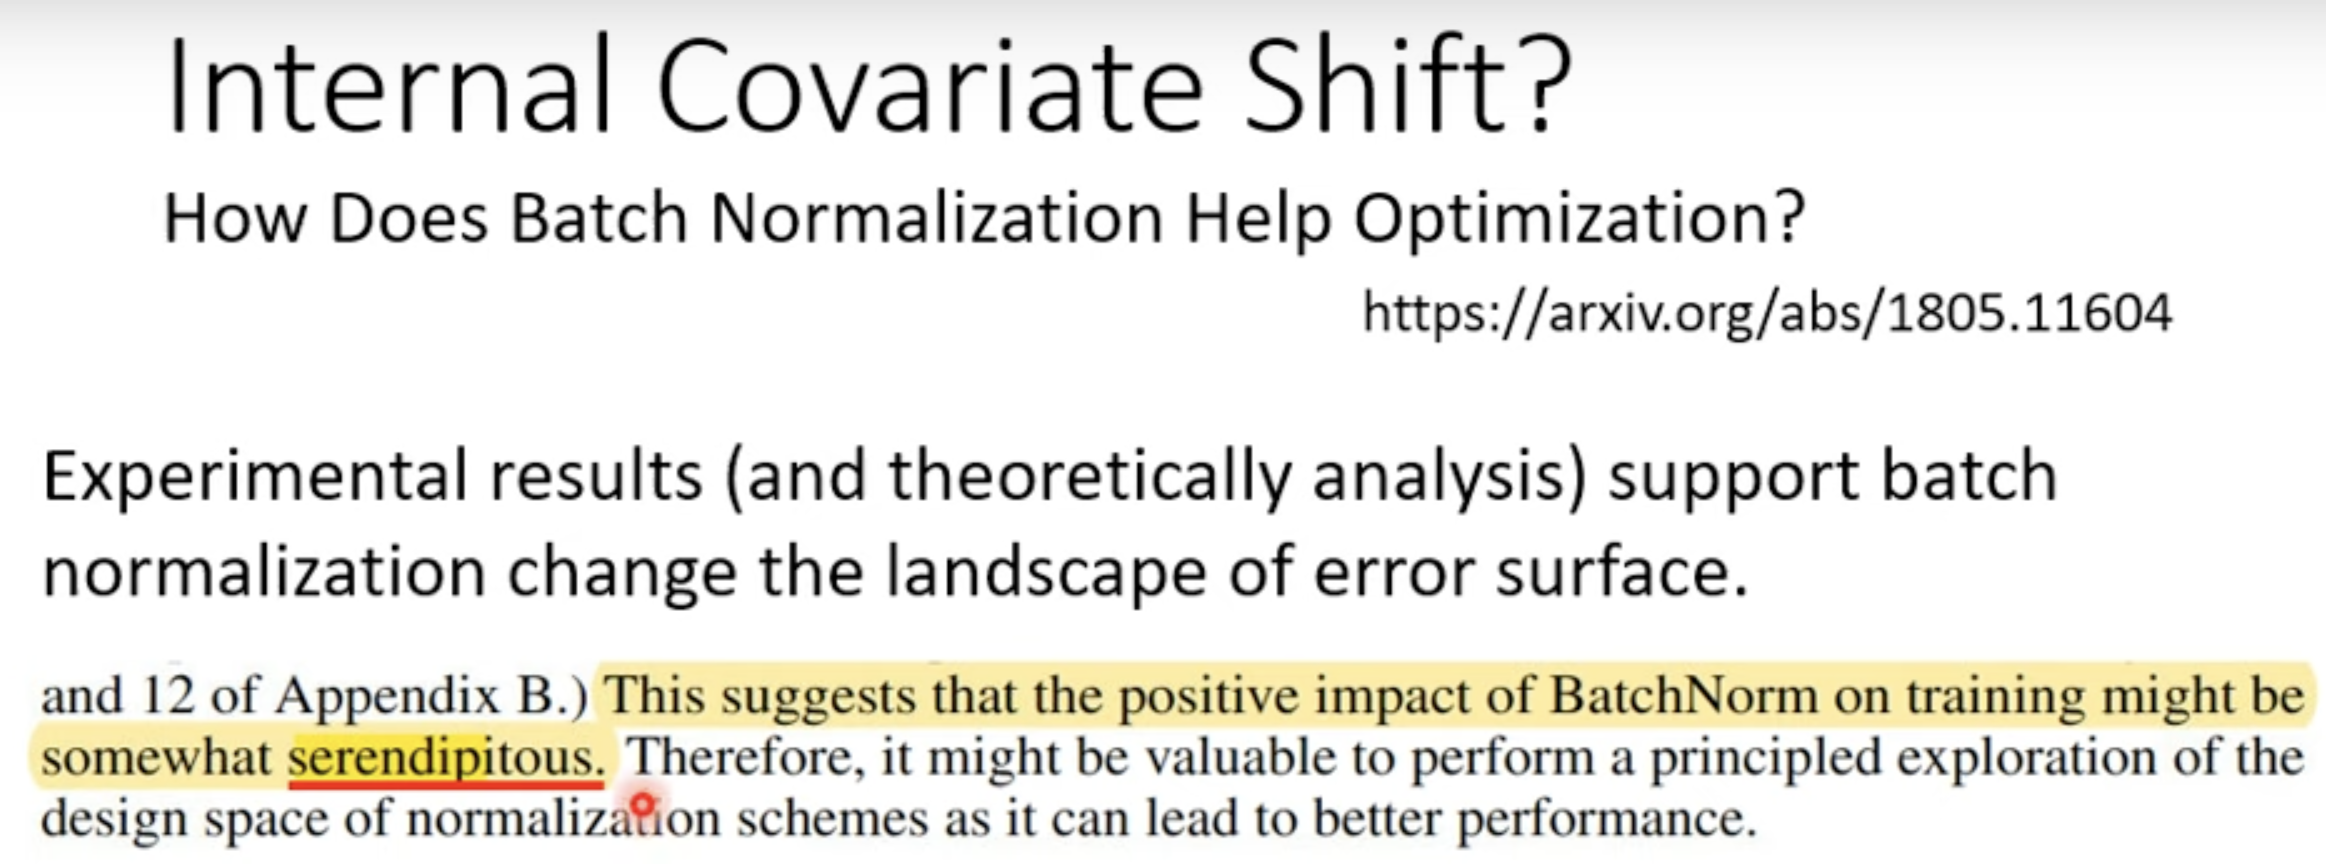 Internal Covariate Shift?
How Does Batch Normalization Help Optimization?
https://arxiv.org/abs/1805.11604
Experimental results (and theoretically analysis) support batch
normalization change the landscape of error surface.
and 12 of Appendix B.) This suggests that the positive impact of BatchNorm on training might be
somewhat serendipitous. Therefore, it might be valuable to perform a principled exploration of the
design space of normalization schemes as it can lead to better performance.